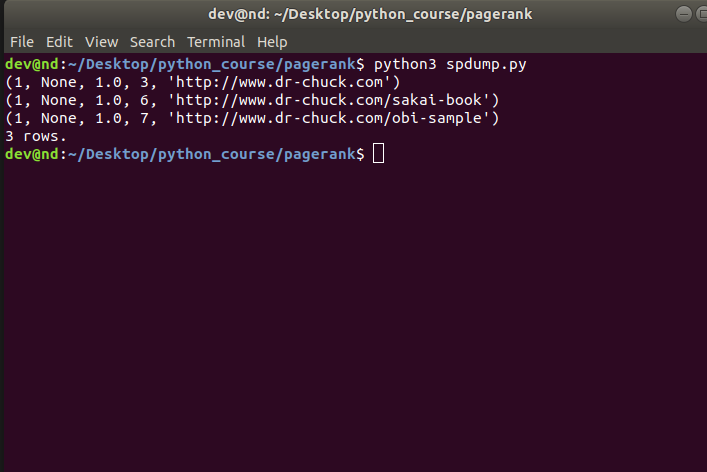 dev@nd: ~/Desktop/python_course/pagerank
File Edit View Search Terminal Help
dev@nd:~/Desktop/python_course/pagerank$ python3 spdump.py
(1, None, 1.0, 3, 'http://www.dr-chuck.com')
(1, None, 1.0, 6, 'http://www.dr-chuck.com/sakai-book')
(1, None, 1.0, 7, 'http://www.dr-chuck.com/obi-sample')
3 rows.
dev@nd:~/Desktop/python_course/pagerank$